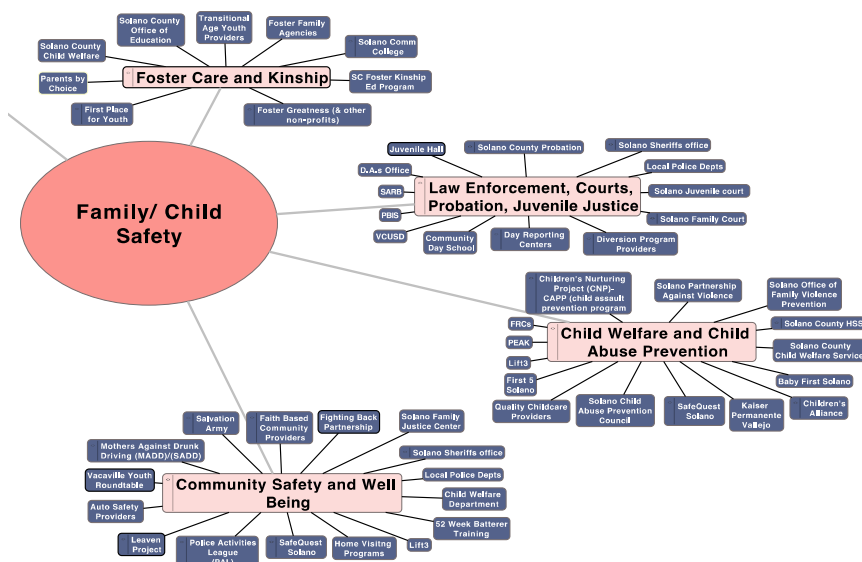 Transitional
Age Youth
Providers
Solano County
Office of
Education
Foster Family
Agencies
Solano County
Child Welfare
Solano Comm
College
Foster Care and Kinship
Parents by
Choice
SC Foster Kinship
Ed Program
First Place
for Youth
Foster Greatness (& other
non-profits)
Family/ Child
Safety
Juvenile Hall
Solano County Probation
Solano Sheriffs office
D.A.s Office
Local Police Depts
SARB
Law Enforcement, Courts,
Probation, Juvenile Justice
Solano Juvenile court
PBIS
Solano Family Court
VCUSD
Community
Day School
Day Reporting
Centers
Diversion Program
Providers
Children's Nurturing
Project (CNP)-
CAPP (child assault
prevention program
Solano Partnership
Against Violence
Solano Office of
Family Violence
Prevention
FRCs
Solano County HSS
PEAK
Child Welfare and Child
Abuse Prevention
Solano County
Child Welfare Service
Lift3
First 5
Solano
Baby First Solano
Quality Childcare
Providers
Solano Child
Abuse Prevention
Council
SafeQuest
Solano
Kaiser
Permanente
Vallejo
Children's
Alliance
Salvation
Army
Faith Based
Community
Providers
Fighting Back
Partnership
Solano Family
Justice Center
Mothers Against Drunk
Driving (MADD)/(SADD)
Solano Sheriffs office
Vacaville Youth
Roundtable
Local Police Depts
Community Safety and Well
Being
Child Welfare
Department
Auto Safety
Providers
52 Week Batterer
Training
Leaven
Project
Police Activities
League
(PAL)
SafeQuest
Solano
Home Visitng
Programs
Lift3